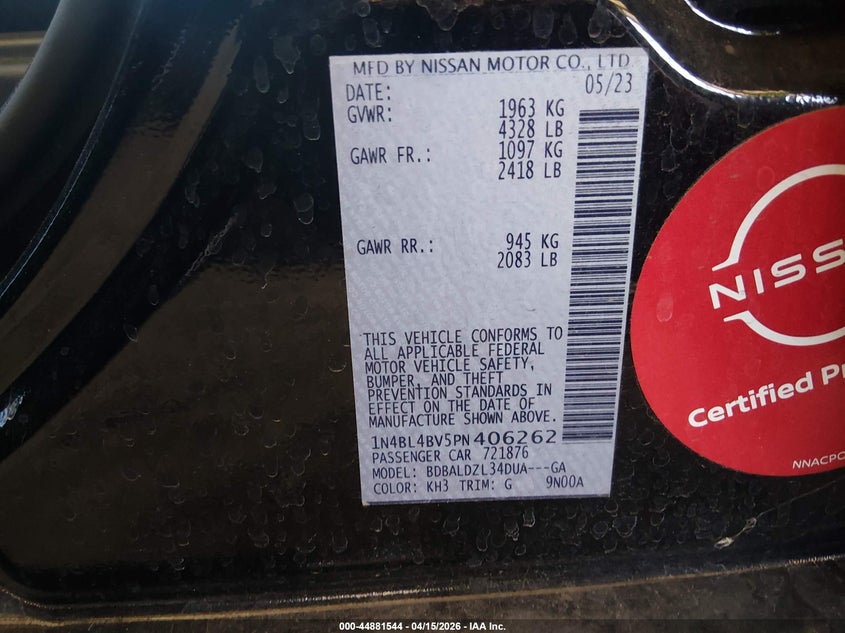 MFD BY NISSAN MOTOR CO., LTD
DATE: 05/23
GVWR: 1963 KG
4328 LB
GAWR FR.: 1097 KG
2418 LB
GAWR RR.: 945 KG
2083 LB
THIS VEHICLE CONFORMS TO
ALL APPLICABLE FEDERAL
MOTOR VEHICLE SAFETY,
BUMPER, AND THEFT
PREVENTION STANDARDS IN
EFFECT ON THE DATE OF
MANUFACTURE SHOWN ABOVE.
1N4BL4BV5PN406262
PASSENGER CAR 721876
MODEL: BDBALDZL34DUA---GA
COLOR: KH3 TRIM: G 9N00A
NISS
Certified Pr
NNACPO
000-44881544 - 04/15/2026 - IAA Inc.